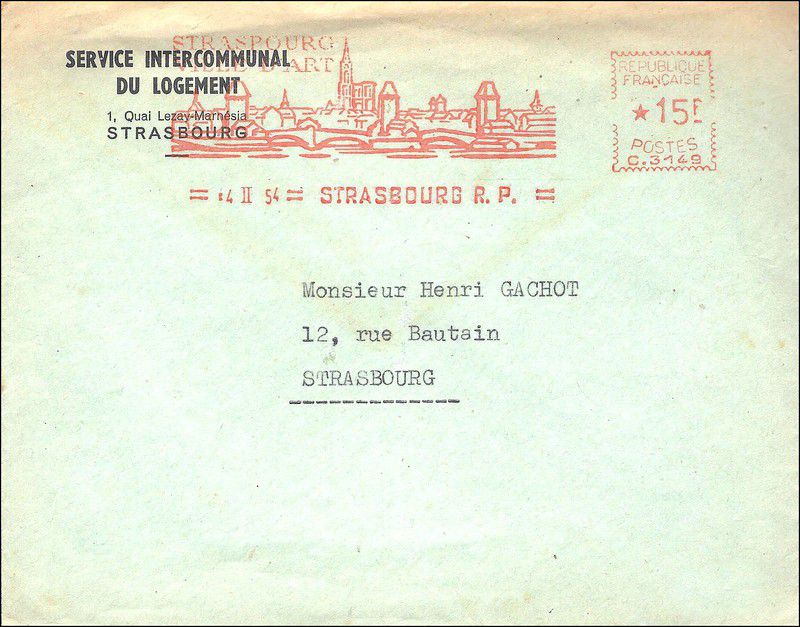 STRASBOURG
VILLE D'ART
SERVICE INTERCOMMUNAL
DU LOGEMENT
1, Quai Lezay-Marnésia
STRASBOURG
REPUBLIQUE
FRANÇAISE
★ 15F
POSTES
C.3149
= 4 II 54 = STRASBOURG R. P. =
Monsieur Henri GACHOT
12, rue Bautain
STRASBOURG